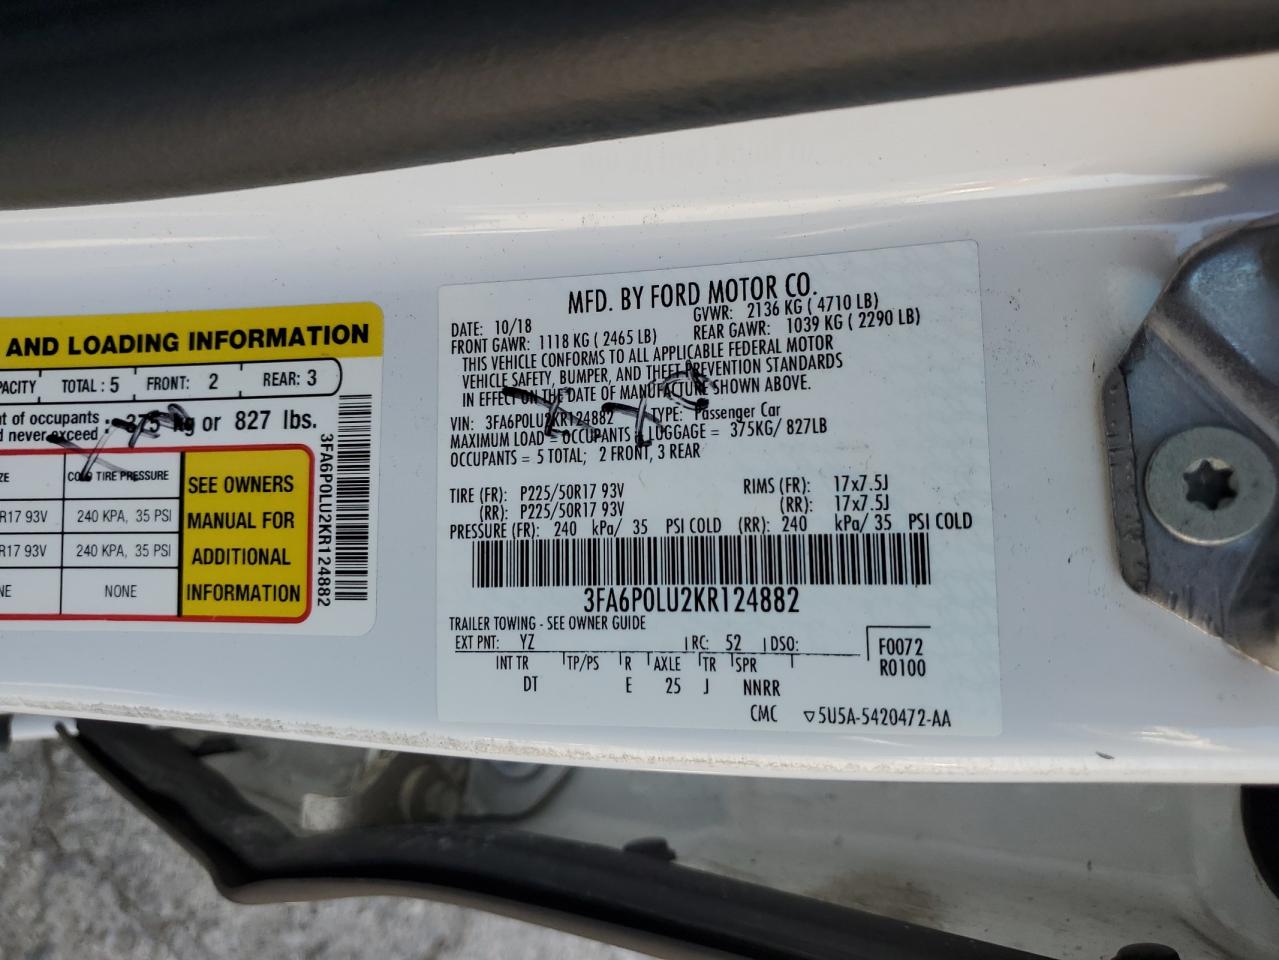 AND LOADING INFORMATION
PACITY TOTAL : 5 FRONT: 2 REAR: 3
nt of occupants
d never exceed : 375 kg or 827 lbs.
ZE COLD TIRE PRESSURE
R17 93V 240 KPA, 35 PSI
R17 93V 240 KPA, 35 PSI
NE NONE
SEE OWNERS
MANUAL FOR
ADDITIONAL
INFORMATION
3FA6P0LU2KR124882
MFD. BY FORD MOTOR CO.
DATE: 10/18 GVWR: 2136 KG ( 4710 LB)
FRONT GAWR: 1118 KG ( 2465 LB) REAR GAWR: 1039 KG ( 2290 LB)
THIS VEHICLE CONFORMS TO ALL APPLICABLE FEDERAL MOTOR
VEHICLE SAFETY, BUMPER, AND THEFT PREVENTION STANDARDS
IN EFFECT ON THE DATE OF MANUFACTURE SHOWN ABOVE.
VIN: 3FA6P0LU2KR124882 TYPE: Passenger Car
MAXIMUM LOAD = OCCUPANTS LUGGAGE = 375KG/ 827LB
OCCUPANTS = 5 TOTAL; 2 FRONT, 3 REAR
TIRE (FR): P225/50R17 93V RIMS (FR): 17x7.5J
(RR): P225/50R17 93V (RR): 17x7.5J
PRESSURE (FR): 240 kPa/ 35 PSI COLD (RR): 240 kPa/ 35 PSI COLD
3FA6P0LU2KR124882
TRAILER TOWING - SEE OWNER GUIDE
EXT PNT: YZ RC: 52 DSO: F0072
INT TR TP/PS R AXLE TR SPR R0100
DT E 25 J NNRR
CMC ▽5U5A-5420472-AA